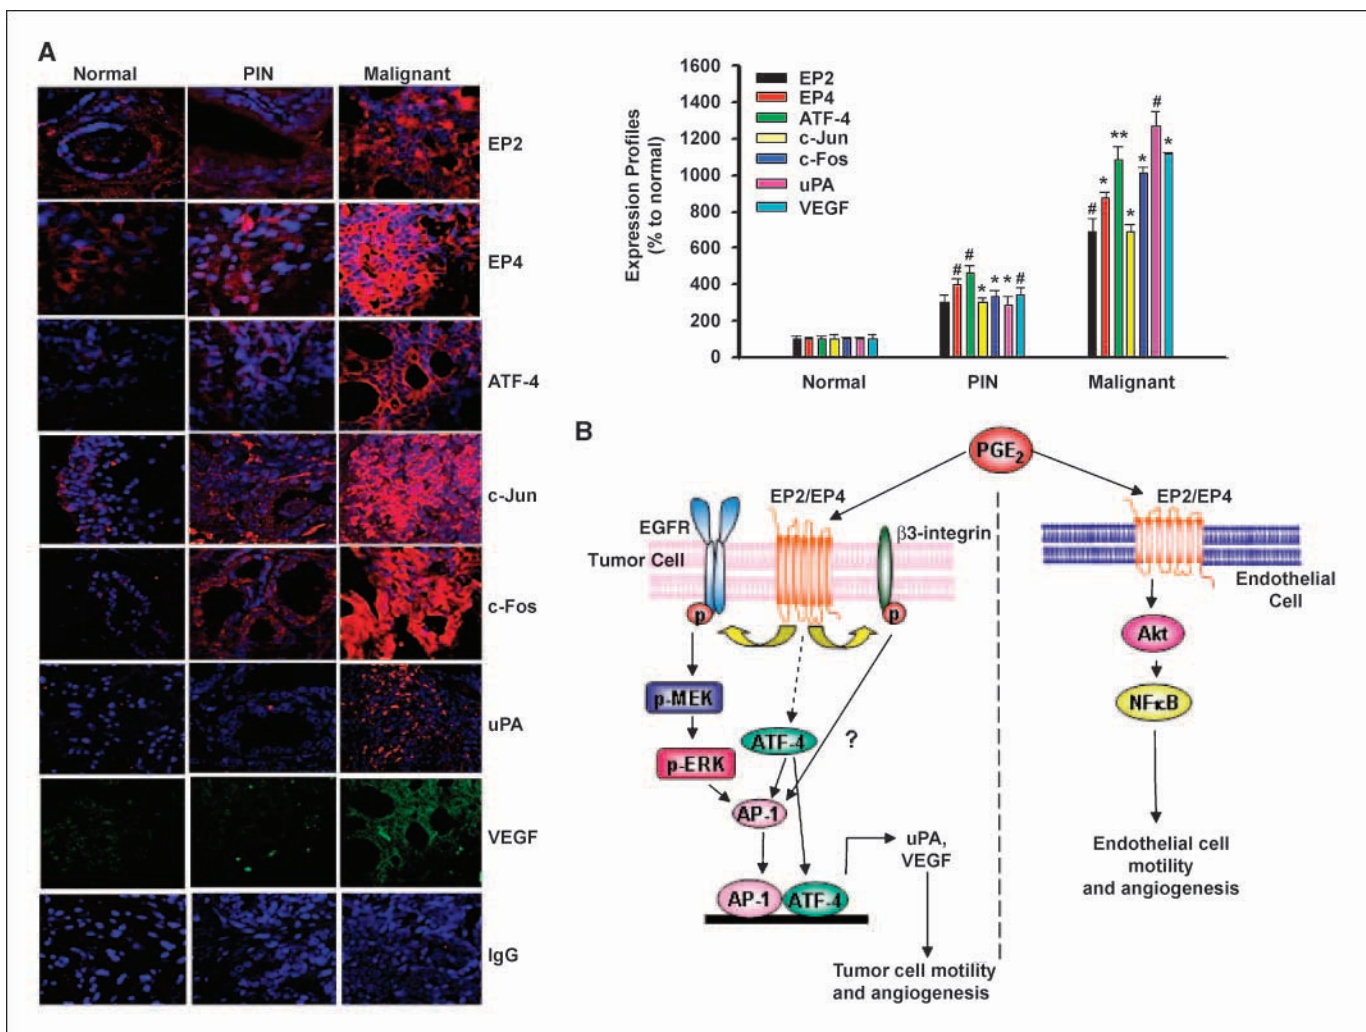 A
Normal PIN Malignant
EP2
EP4
ATF-4
c-Jun
c-Fos
uPA
VEGF
IgG
Expression Profiles
(% to normal)
1600
1400
1200
1000
800
600
400
200
0
EP2
EP4
ATF-4
c-Jun
c-Fos
uPA
VEGF
# # * * * * #
# * ** * * # *
Normal PIN Malignant
B
PGE2
EP2/EP4
EGFR
β3-integrin
Tumor Cell
p
p
p-MEK
ATF-4
?
p-ERK
AP-1
uPA,
VEGF
AP-1 ATF-4
Tumor cell motility
and angiogenesis
EP2/EP4
Endothelial
Cell
Akt
NFκB
Endothelial cell
motility
and angiogenesis